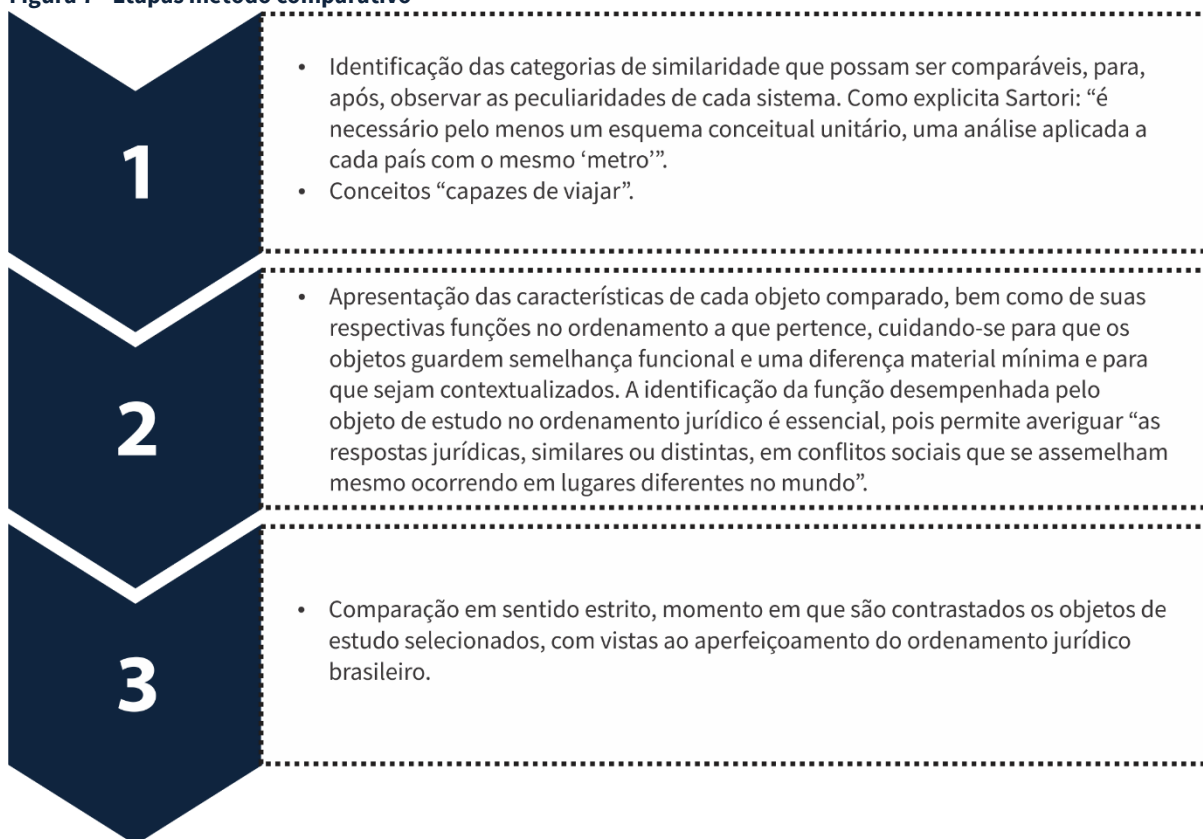 Figura 1 - Etapas método comparativo
1
• Identificação das categorias de similaridade que possam ser comparáveis, para,
após, observar as peculiaridades de cada sistema. Como explicita Sartori: “é
necessário pelo menos um esquema conceitual unitário, uma análise aplicada a
cada país com o mesmo ‘metro’”.
• Conceitos “capazes de viajar”.
2
• Apresentação das características de cada objeto comparado, bem como de suas
respectivas funções no ordenamento a que pertence, cuidando-se para que os
objetos guardem semelhança funcional e uma diferença material mínima e para
que sejam contextualizados. A identificação da função desempenhada pelo
objeto de estudo no ordenamento jurídico é essencial, pois permite averiguar “as
respostas jurídicas, similares ou distintas, em conflitos sociais que se assemelham
mesmo ocorrendo em lugares diferentes no mundo”.
3
• Comparação em sentido estrito, momento em que são contrastados os objetos de
estudo selecionados, com vistas ao aperfeiçoamento do ordenamento jurídico
brasileiro.